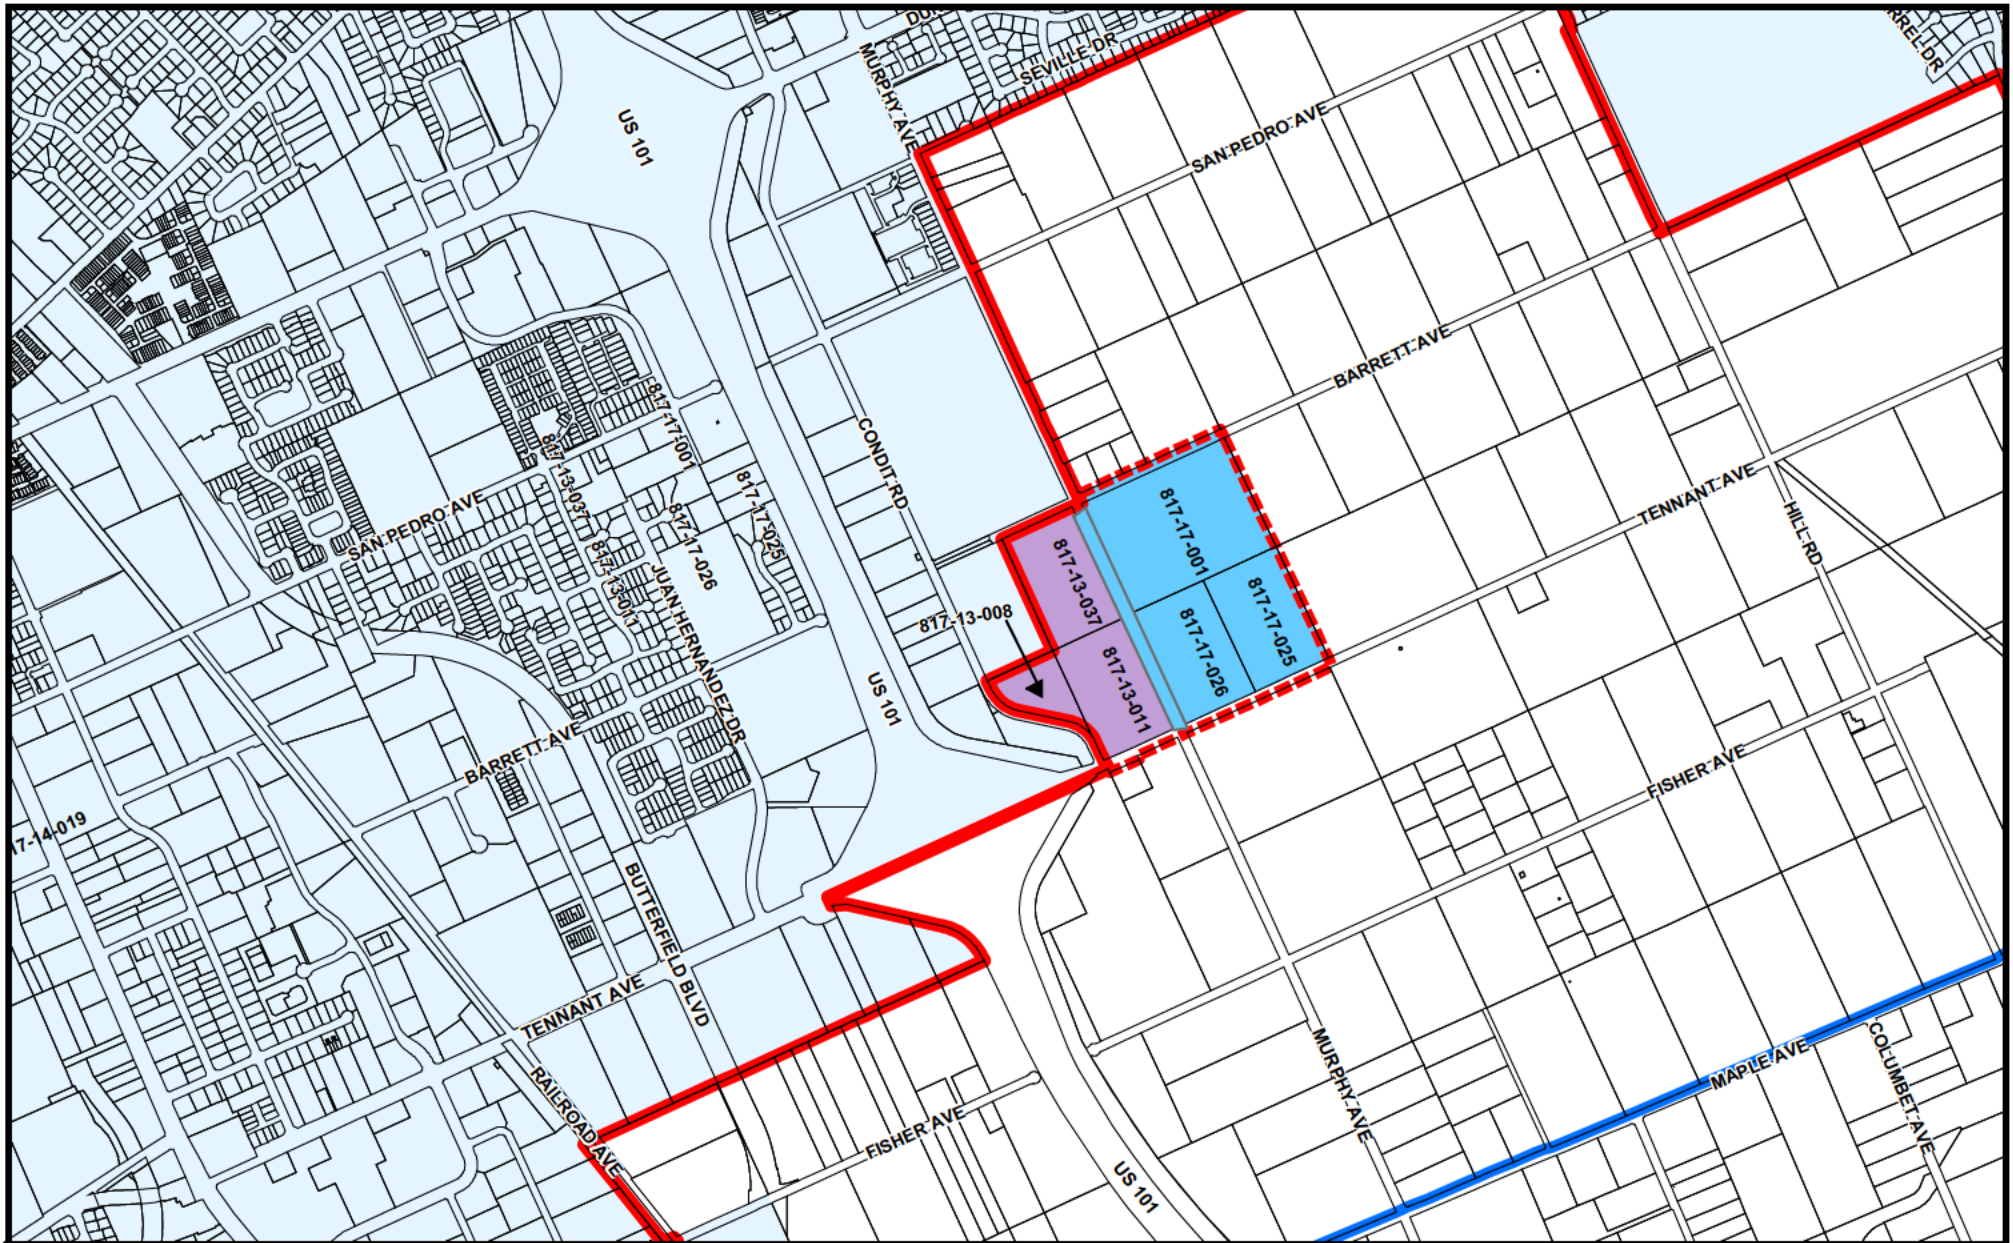 MURPHY AVE
SEVILLE DR
US 101
SAN PEDRO AVE
BARRETT AVE
817-17-001
817-13-037
CONDIT RD
817-17-025
SAN PEDRO AVE
817-17-026
817-13-011
JUAN HERNANDEZ DR
817-17-001
817-13-037
817-13-008
817-17-025
817-17-026
817-13-011
TENNANT AVE
HILL RD
US 101
BARRETT AVE
FISHER AVE
17-14-019
BUTTERFIELD BLVD
TENNANT AVE
RAILROAD AVE
FISHER AVE
US 101
MURPHY AVE
MAPLE AVE
COLUMBET AVE